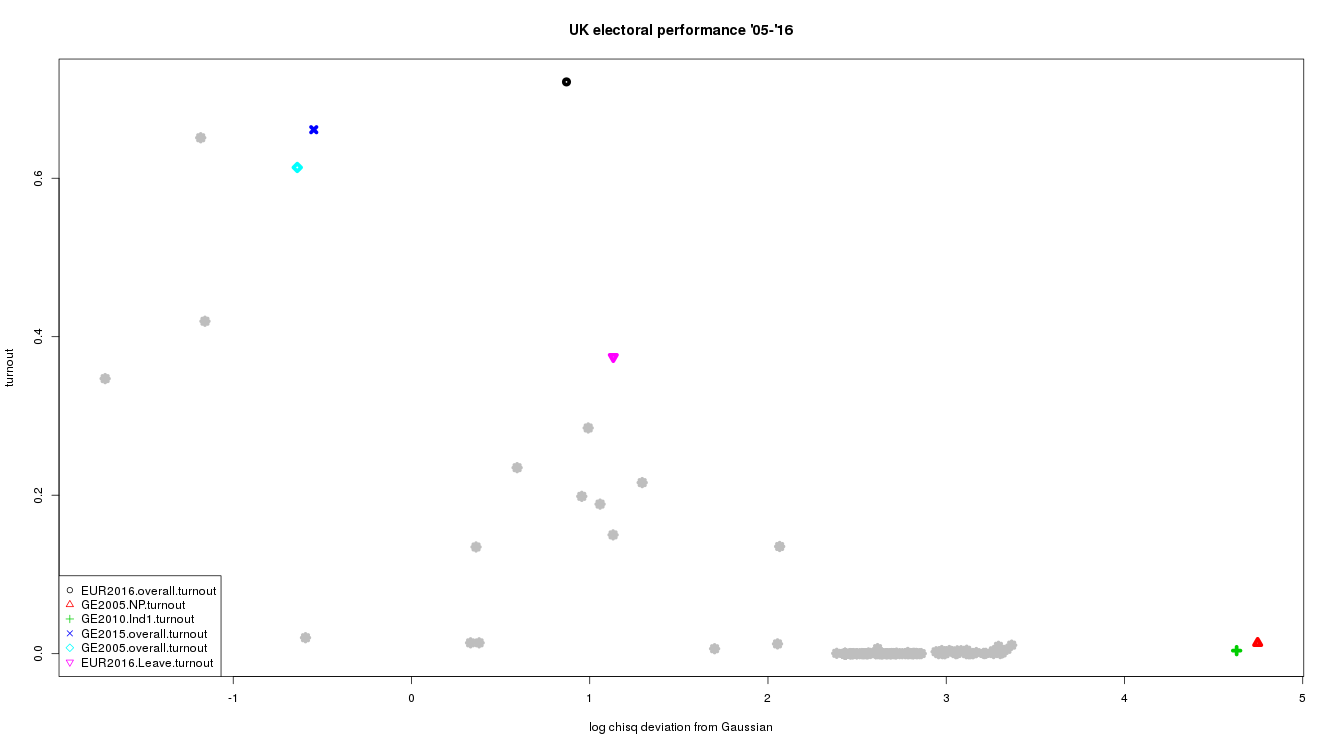 UK electoral performance '05-'16
turnout
0.6
0.4
0.2
0.0
EUR2016.overall.turnout
GE2005.NP.turnout
GE2010.Ind1.turnout
GE2015.overall.turnout
GE2005.overall.turnout
EUR2016.Leave.turnout
-1 0 1 2 3 4 5
log chisq deviation from Gaussian